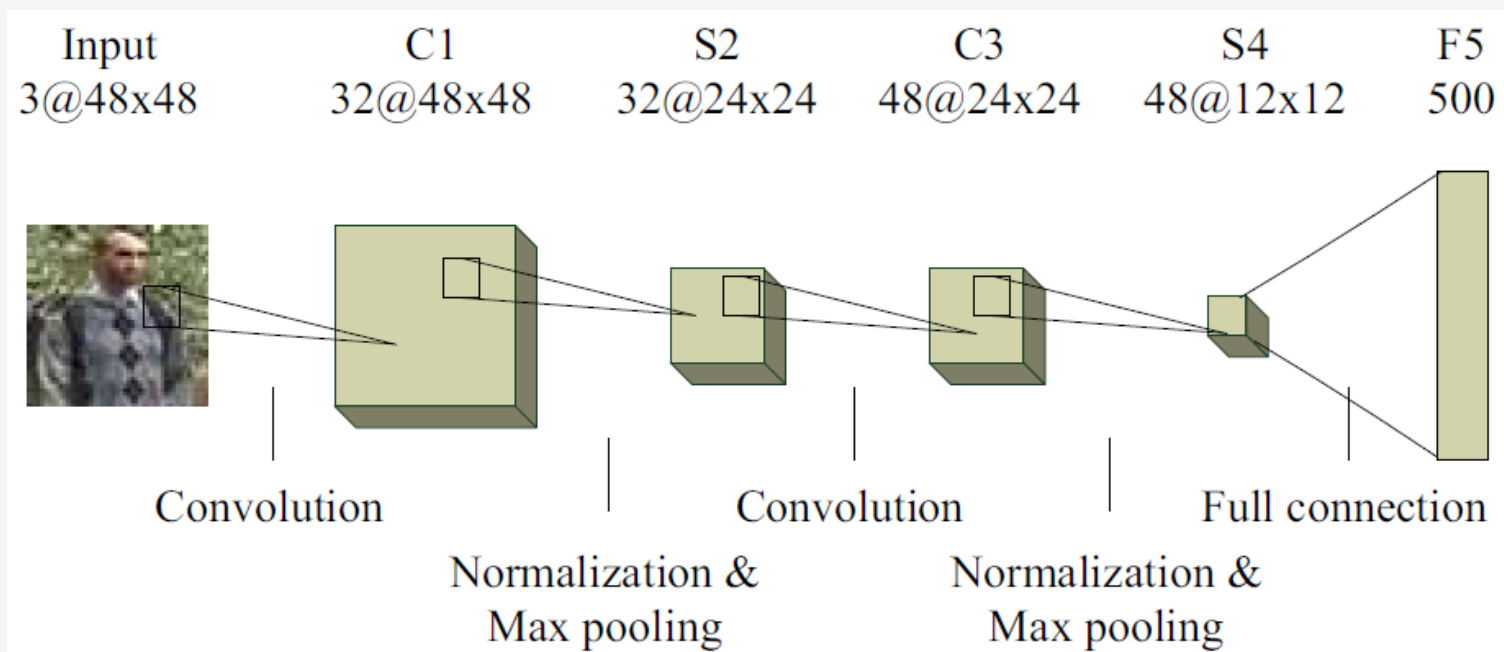 Input
3@48x48
C1
32@48x48
S2
32@24x24
C3
48@24x24
S4
48@12x12
F5
500
Convolution
Normalization &
Max pooling
Convolution
Normalization &
Max pooling
Full connection